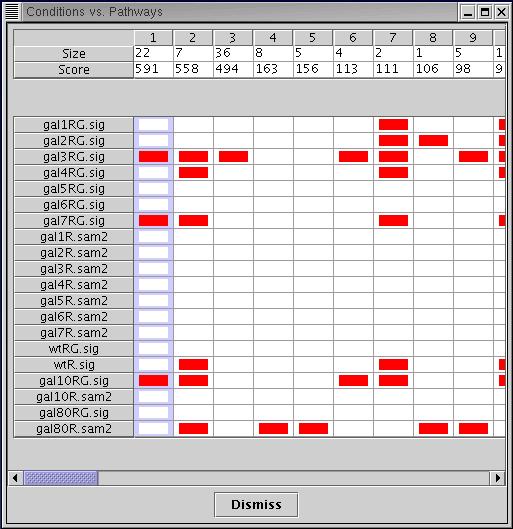 Conditions vs. Pathways
1 2 3 4 5 6 7 8 9
Size 22 7 36 8 5 4 2 1 5 1
Score 591 558 494 163 156 113 111 106 98 9
gal1RG.sig
gal2RG.sig
gal3RG.sig
gal4RG.sig
gal5RG.sig
gal6RG.sig
gal7RG.sig
gal1R.sam2
gal2R.sam2
gal3R.sam2
gal4R.sam2
gal5R.sam2
gal6R.sam2
gal7R.sam2
wtRG.sig
wtR.sig
gal10RG.sig
gal10R.sam2
gal80RG.sig
gal80R.sam2
Dismiss